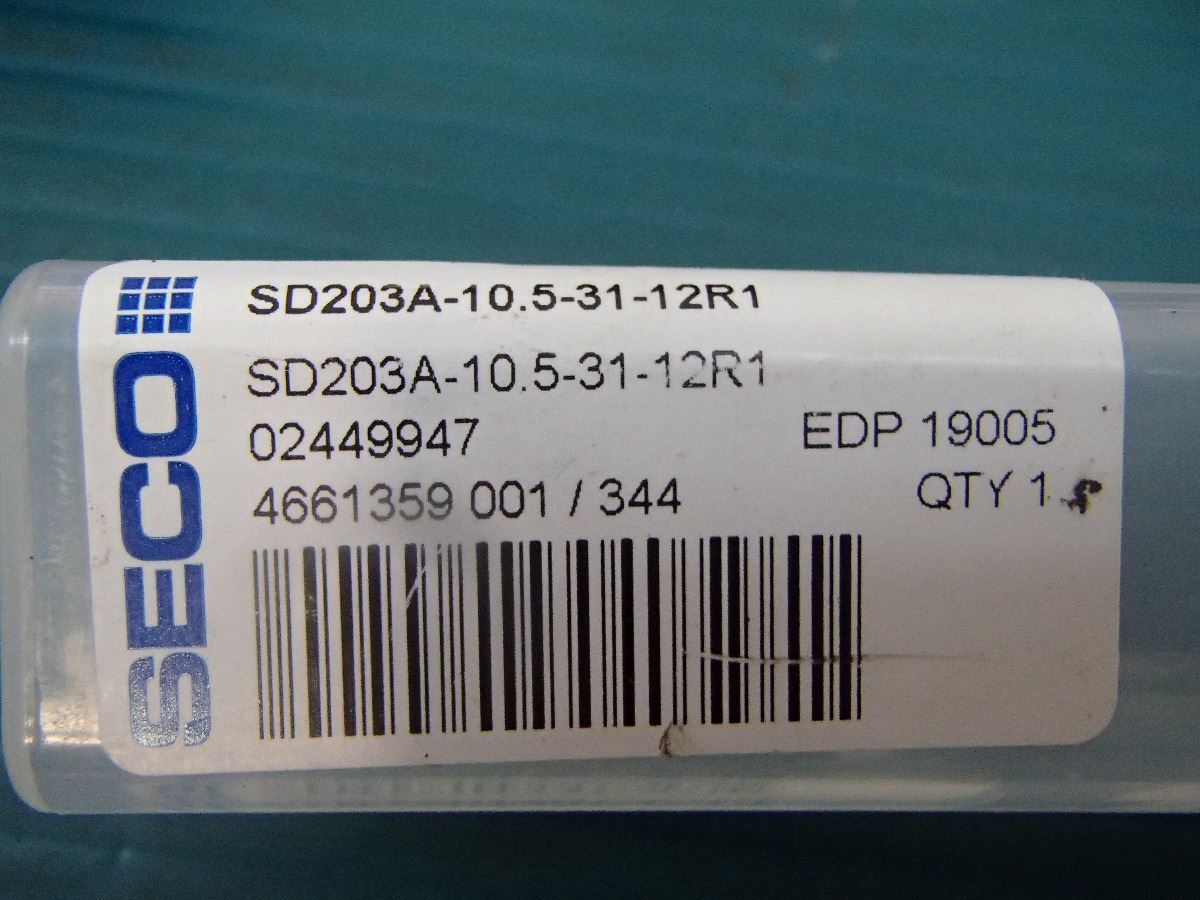 SECO
SD203A-10.5-31-12R1
SD203A-10.5-31-12R1
02449947
EDP 19005
4661359 001 / 344
QTY 1